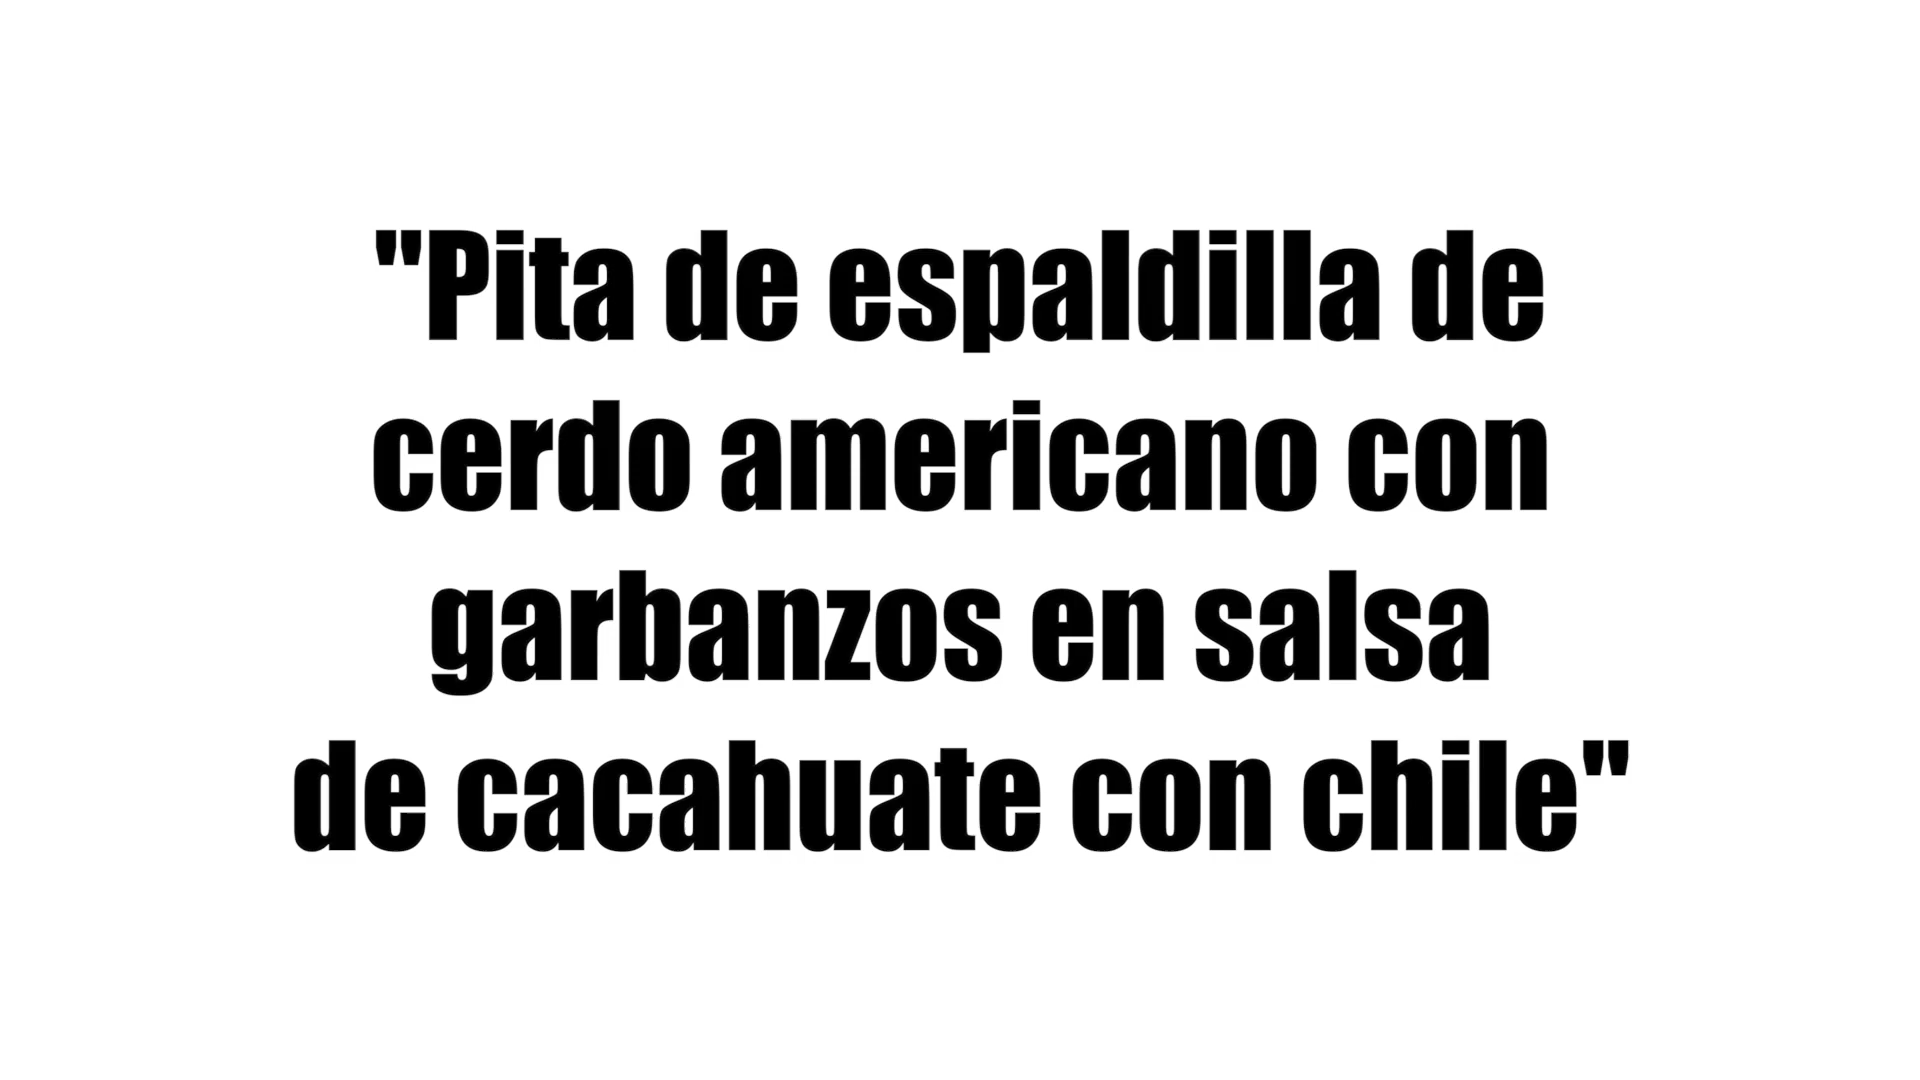 "Pita de espaldilla de
cerdo americano con
garbanzos en salsa
de cacahuate con chile"